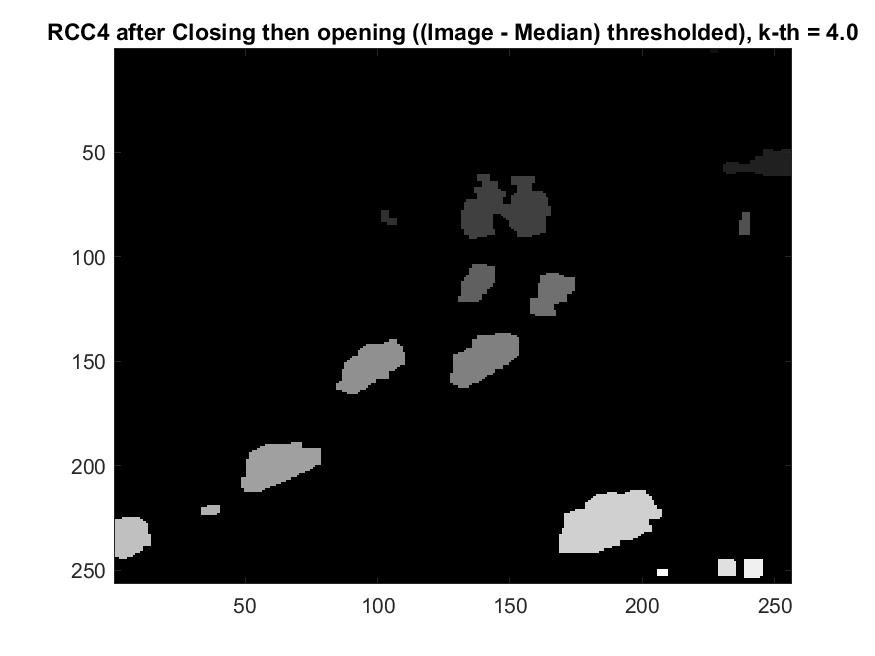 RCC4 after Closing then opening ((Image - Median) thresholded), k-th = 4.0
50
100
150
200
250
50 100 150 200 250